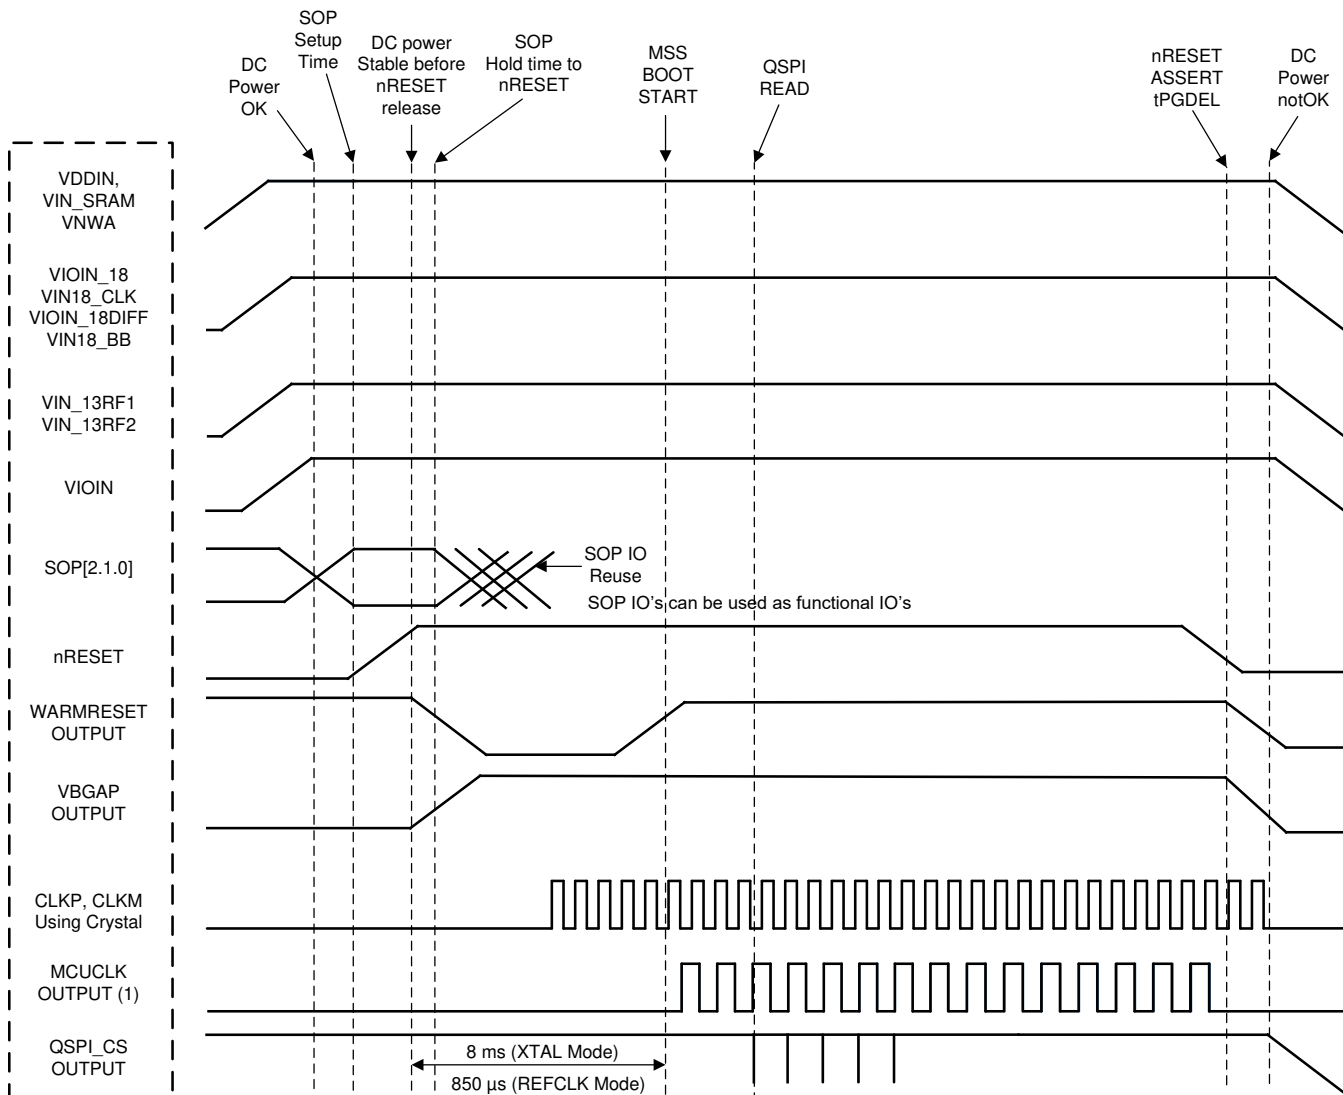 SOP
Setup
Time
DC
Power
OK
DC power
Stable before
nRESET
release
SOP
Hold time to
nRESET
MSS
BOOT
START
QSPI
READ
nRESET
ASSERT
tPGDEL
DC
Power
notOK
VDDIN,
VIN_SRAM
VNWA
VIOIN_18
VIN18_CLK
VIOIN_18DIFF
VIN18_BB
VIN_13RF1
VIN_13RF2
VIOIN
SOP[2.1.0]
SOP IO
Reuse
SOP IO's can be used as functional IO's
nRESET
WARMRESET
OUTPUT
VBGAP
OUTPUT
CLKP, CLKM
Using Crystal
MCUCLK
OUTPUT (1)
QSPI_CS
OUTPUT
8 ms (XTAL Mode)
850 µs (REFCLK Mode)